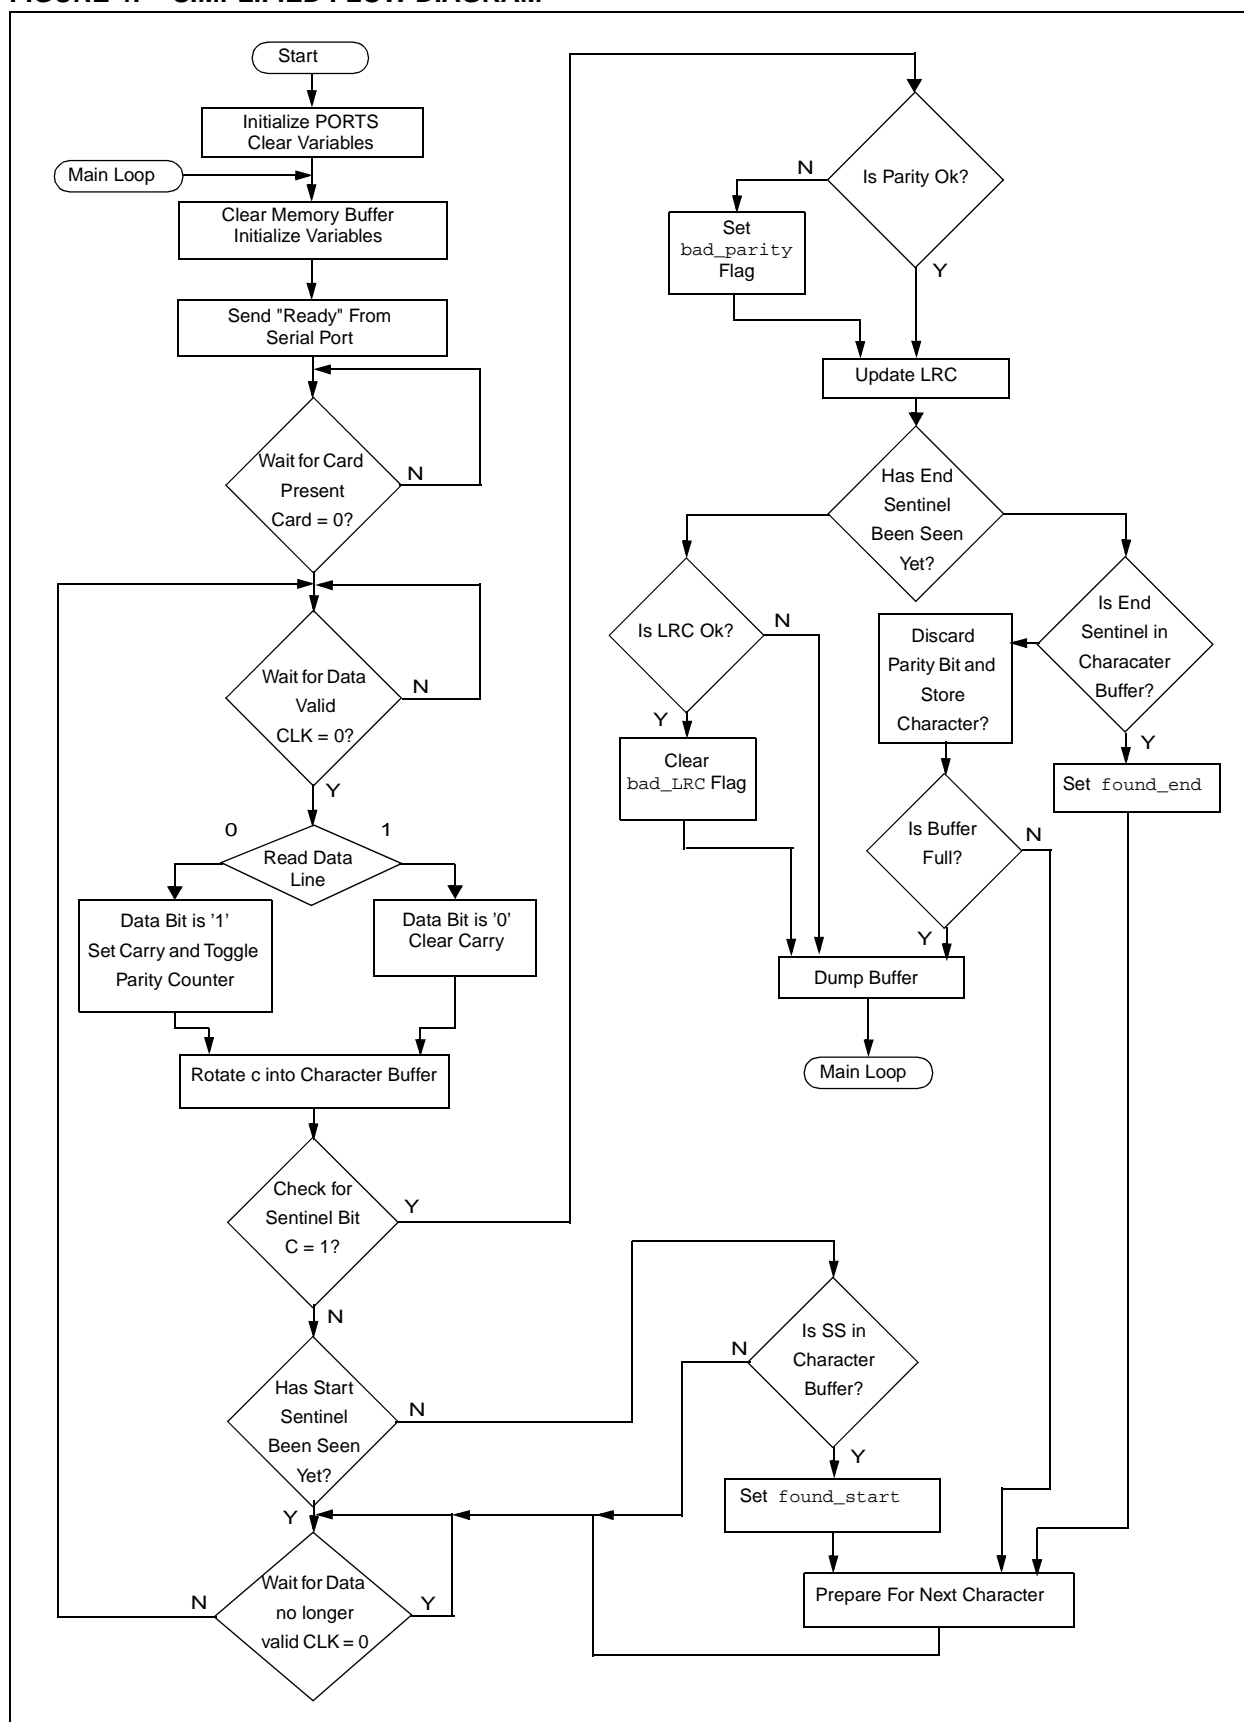 Start
Initialize PORTS
Clear Variables
Main Loop
Clear Memory Buffer
Initialize Variables
Send "Ready" From
Serial Port
Wait for Card
Present
Card = 0?
N
Wait for Data
Valid
CLK = 0?
N
Y
0
1
Read Data
Line
Data Bit is '1'
Set Carry and Toggle
Parity Counter
Data Bit is '0'
Clear Carry
Rotate c into Character Buffer
Check for
Sentinel Bit
C = 1?
Y
N
Has Start
Sentinel
Been Seen
Yet?
N
Y
Wait for Data
no longer
valid CLK = 0
N
Y
Is Parity Ok?
N
Y
Set
bad_parity
Flag
Update LRC
Has End
Sentinel
Been Seen
Yet?
Is LRC Ok?
N
Y
Clear
bad_LRC Flag
Is End
Sentinel in
Characater
Buffer?
Y
Discard
Parity Bit and
Store
Character?
Set found_end
Is Buffer
Full?
N
Y
Dump Buffer
Main Loop
Is SS in
Character
Buffer?
N
Y
Set found_start
Prepare For Next Character